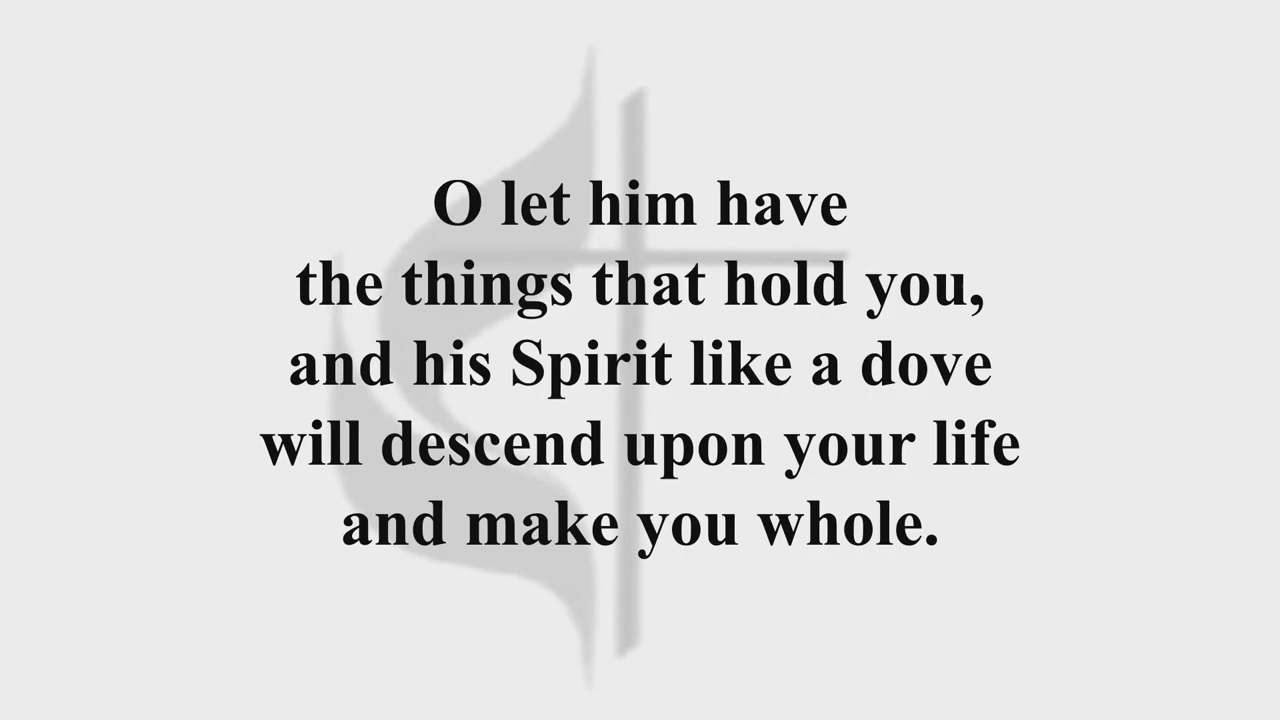 O let him have
the things that hold you,
and his Spirit like a dove
will descend upon your life
and make you whole.